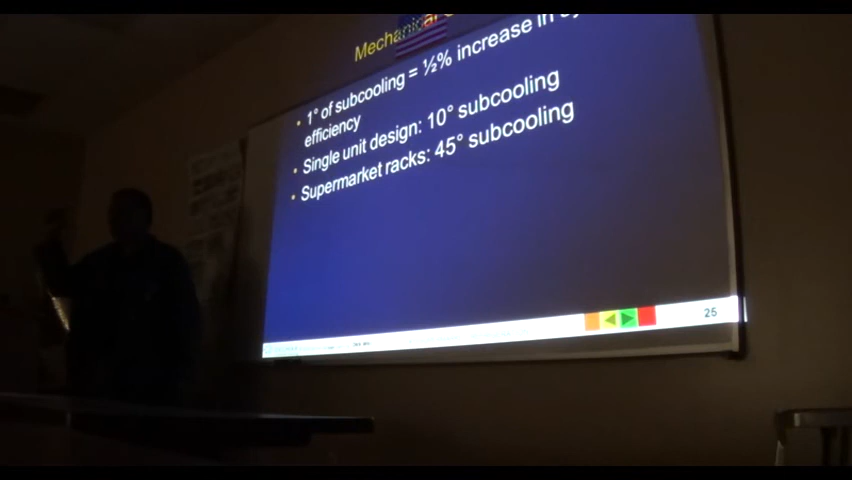 Mechanical
• 1° of subcooling = ½% increase in
efficiency
• Single unit design: 10° subcooling
• Supermarket racks: 45° subcooling
25